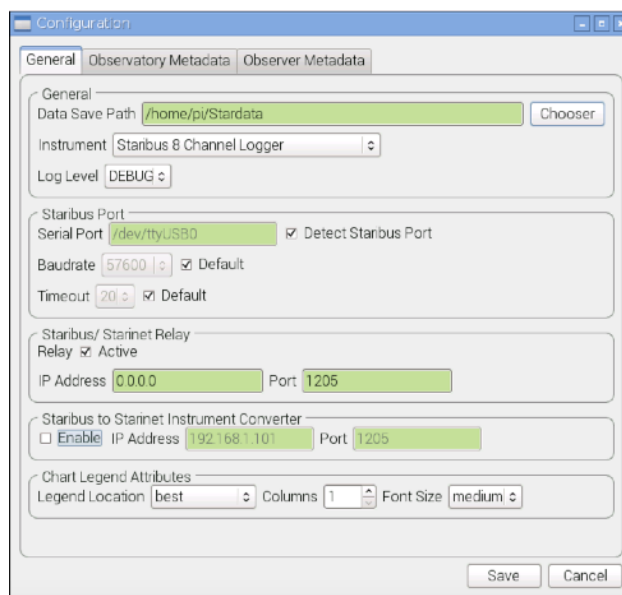 Configuration
General Observatory Metadata Observer Metadata
General
Data Save Path /home/pi/Stardata Chooser
Instrument Staribus 8 Channel Logger
Log Level DEBUG
Staribus Port
Serial Port /dev/ttyUSB0 Detect Staribus Port
Baudrate 57600 Default
Timeout 20 Default
Staribus/ Starinet Relay
Relay Active
IP Address 0.0.0.0 Port 1205
Staribus to Starinet Instrument Converter
Enable IP Address 192.168.1.101 Port 1205
Chart Legend Attributes
Legend Location best Columns 1 Font Size medium
Save Cancel